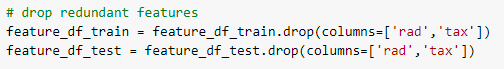 # drop redundant features
feature_df_train = feature_df_train.drop(columns=['rad','tax'])
feature_df_test = feature_df_test.drop(columns=['rad','tax'])